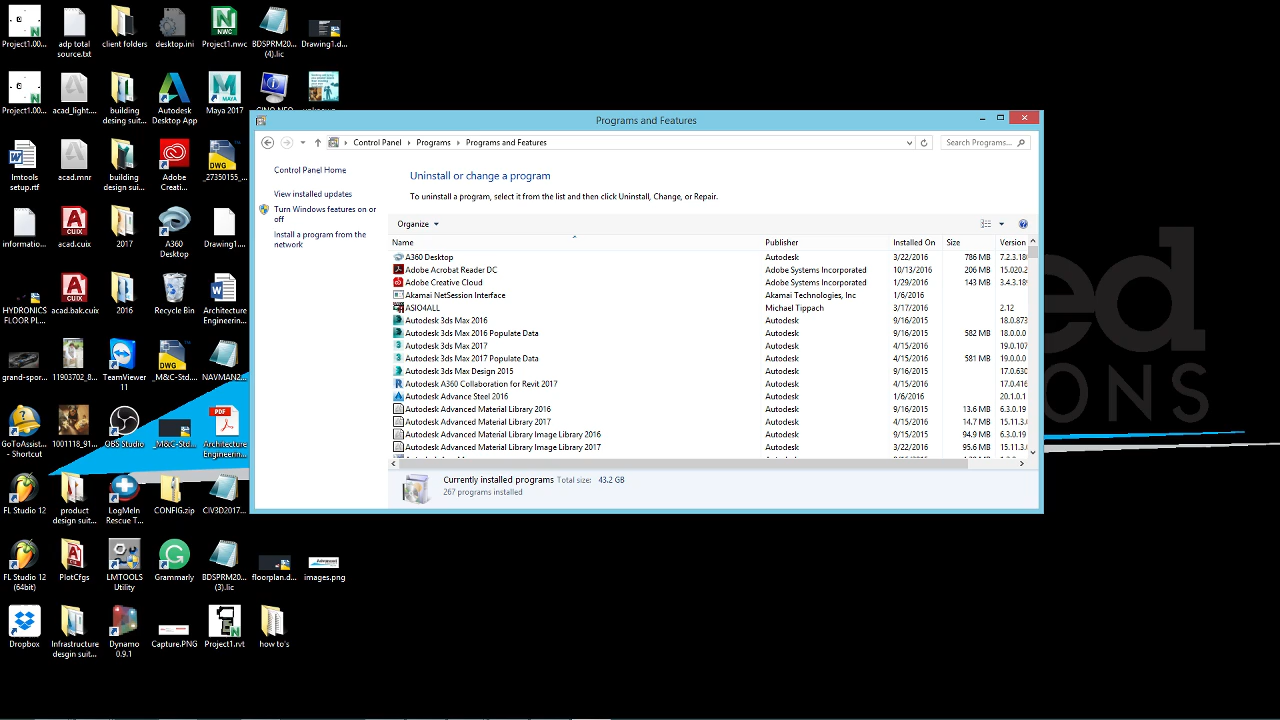 Project1.00...
adp total
source.txt
client folders
desktop.ini
Project1.nwc
BDSPRM20...
(4).lic
Drawing1.d...
Project1.00...
acad_light....
building
desing suit...
Autodesk
Desktop App
Maya 2017
Imtools
setup.rtf
acad.mnr
building
design suit...
Adobe
Creati...
_27350155_...
informatio...
acad.cuix
2017
A360
Desktop
Drawing1....
HYDRONICS
FLOOR PL...
acad.bak.cuix
2016
Recycle Bin
Architecture
Engineerin...
grand-spor...
11903702_8...
TeamViewer
11
_M&C-Std....
NAVMAN2...
GoToAssist...
- Shortcut
1001118_91...
OBS Studio
_M&C-Std...
Architecture
Engineerin...
FL Studio 12
product
design suit...
LogMeIn
Rescue T...
CONFIG.zip
CIV3D2017...
FL Studio 12
(64bit)
PlotCfgs
LMTOOLS
Utility
Grammarly
BDSPRM20...
(3).lic
floorplan.d...
images.png
Dropbox
Infrastructure
desgin suit...
Dynamo
0.9.1
Capture.PNG
Project1.rvt
how to's
Programs and Features
Control Panel
Programs
Programs and Features
Search Programs...
Control Panel Home
View installed updates
Turn Windows features on or
off
Install a program from the
network
Uninstall or change a program
To uninstall a program, select it from the list and then click Uninstall, Change, or Repair.
Organize
Name Publisher Installed On Size Version
A360 Desktop Autodesk 3/22/2016 786 MB 7.2.3.180
Adobe Acrobat Reader DC Adobe Systems Incorporated 10/13/2016 206 MB 15.020.2
Adobe Creative Cloud Adobe Systems Incorporated 1/29/2016 143 MB 3.4.3.189
Akamai NetSession Interface Akamai Technologies, Inc 1/6/2016
ASIO4ALL Michael Tippach 3/17/2016 2.12
Autodesk 3ds Max 2016 Autodesk 9/16/2015 18.0.873
Autodesk 3ds Max 2016 Populate Data Autodesk 9/16/2015 582 MB 18.0.0.0
Autodesk 3ds Max 2017 Autodesk 4/15/2016 19.0.107
Autodesk 3ds Max 2017 Populate Data Autodesk 4/15/2016 581 MB 19.0.0.0
Autodesk 3ds Max Design 2015 Autodesk 9/16/2015 17.0.630
Autodesk A360 Collaboration for Revit 2017 Autodesk 4/15/2016 17.0.416
Autodesk Advance Steel 2016 Autodesk 1/6/2016 20.1.0.1
Autodesk Advanced Material Library 2016 Autodesk 9/16/2015 13.6 MB 6.3.0.19
Autodesk Advanced Material Library 2017 Autodesk 4/15/2016 14.7 MB 15.11.3.
Autodesk Advanced Material Library Image Library 2016 Autodesk 9/15/2015 94.9 MB 6.3.0.19
Autodesk Advanced Material Library Image Library 2017 Autodesk 4/15/2016 95.6 MB 15.11.3.
Currently installed programs Total size: 43.2 GB
267 programs installed